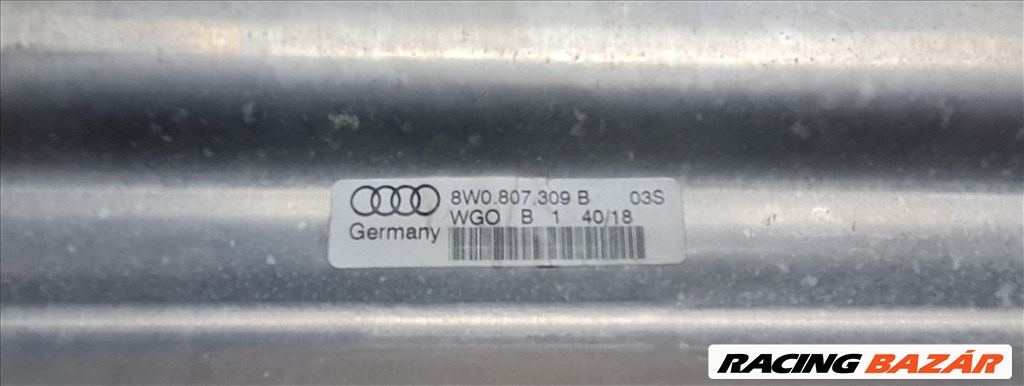 8W0.807.309 B 03S
WGO B 1 40/18
Germany
RACING BAZÁR